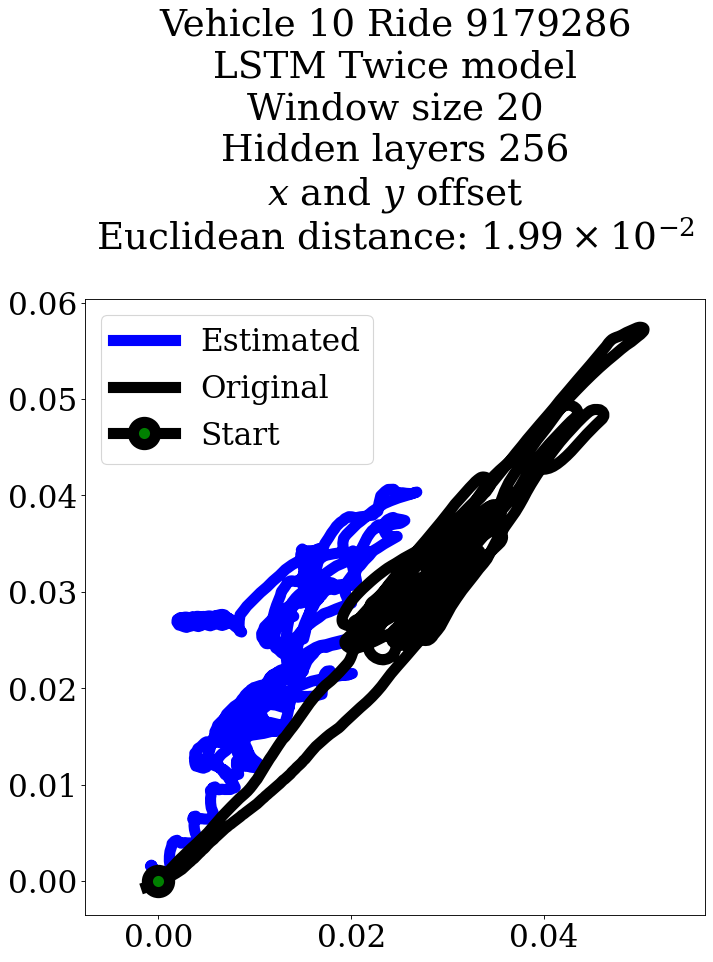 Vehicle 10 Ride 9179286
LSTM Twice model
Window size 20
Hidden layers 256
x and y offset
Euclidean distance: 1.99 × 10⁻²
0.06
Estimated
Original
Start
0.05
0.04
0.03
0.02
0.01
0.00
0.00 0.02 0.04